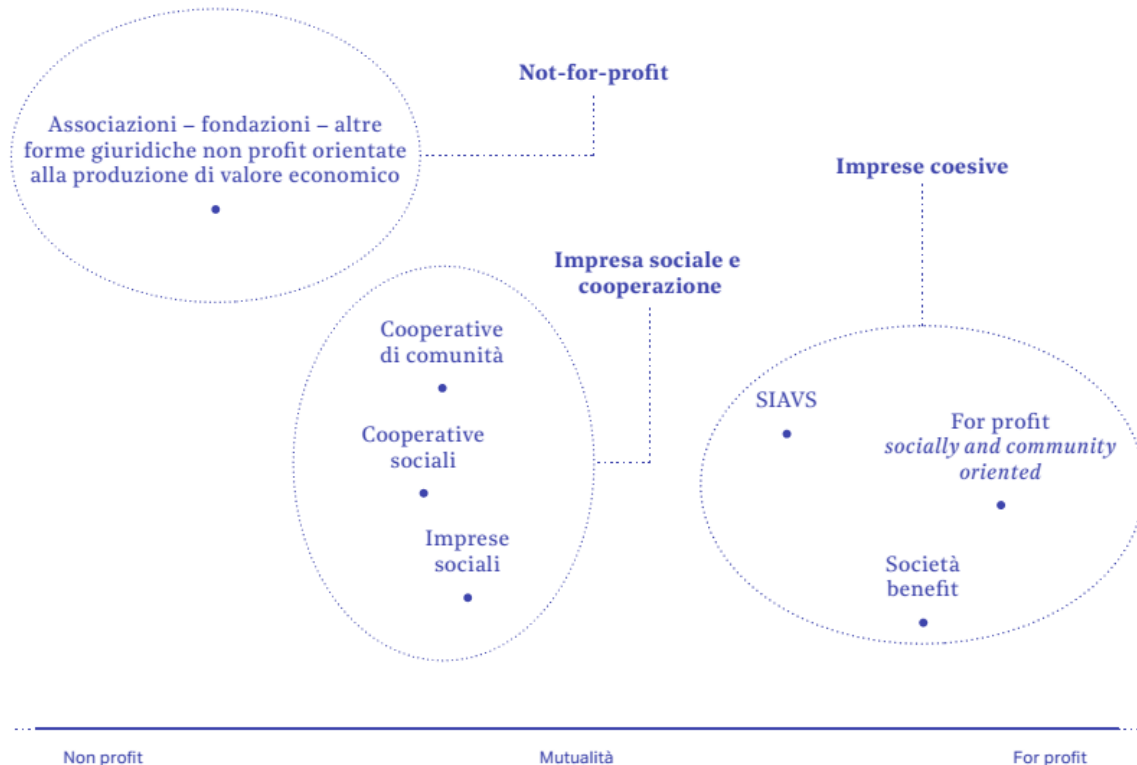 Not-for-profit
Associazioni – fondazioni – altre
forme giuridiche non profit orientate
alla produzione di valore economico
Imprese coesive
Impresa sociale e
cooperazione
Cooperative
di comunità
Cooperative
sociali
Imprese
sociali
SIAVS
For profit
socially and community
oriented
Società
benefit
Non profit
Mutualità
For profit